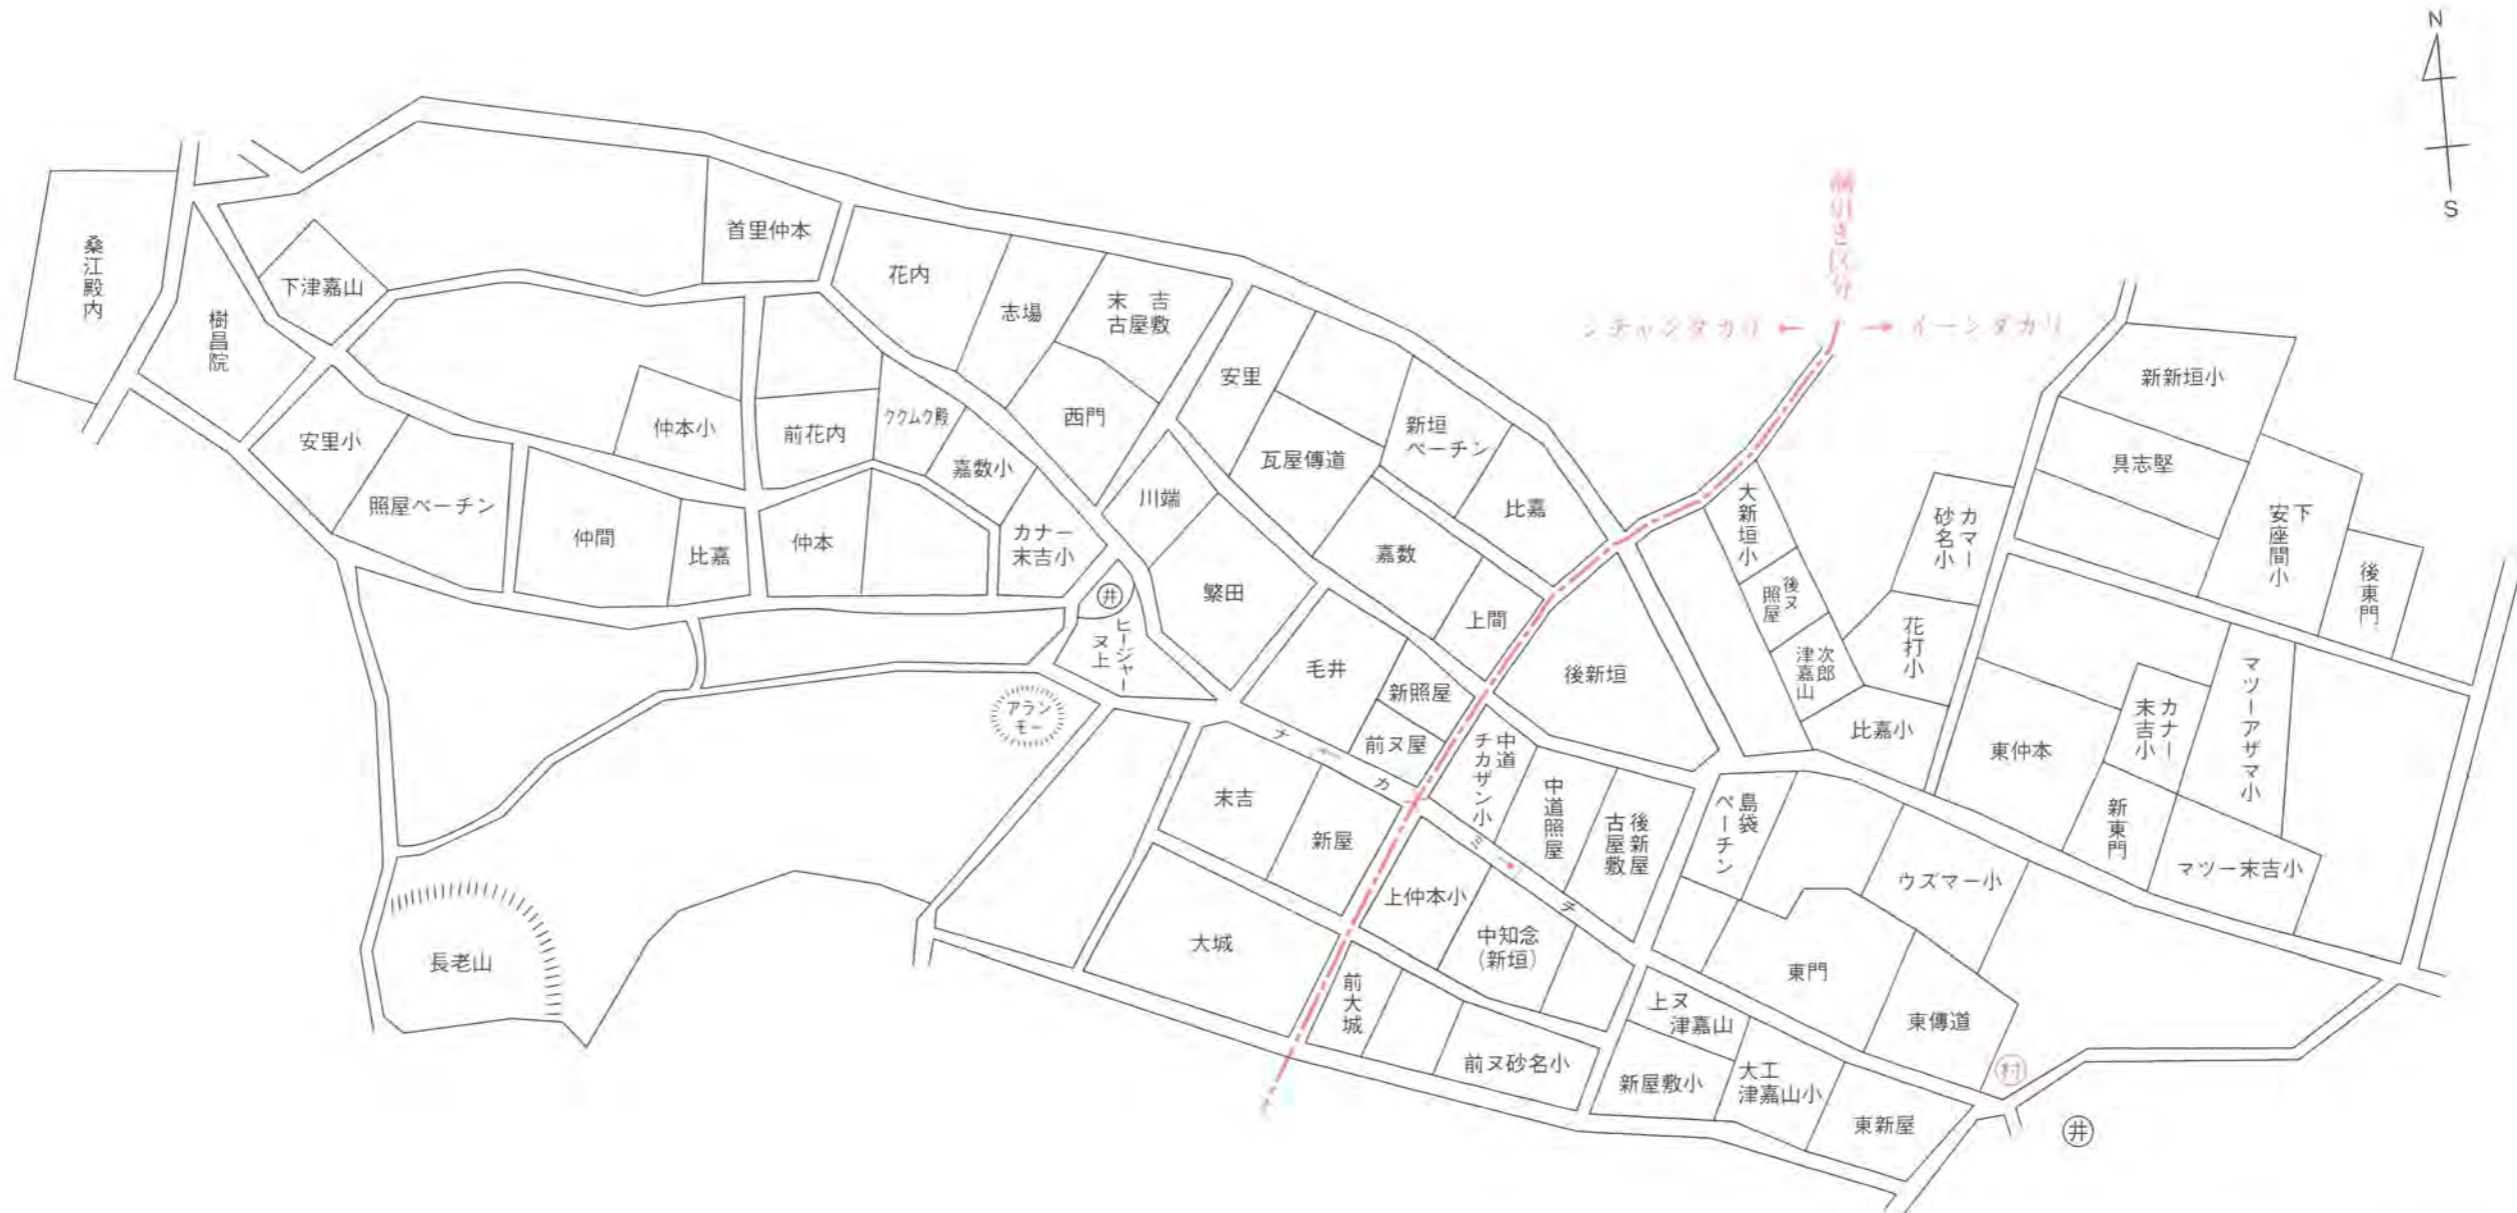 N
S
綱引き区分
シチャンダカリ
イーンダカリ
桑江殿内
樹昌院
下津嘉山
首里仲本
花内
志場
末 吉
古屋敷
西門
安里
新垣
ペーチン
瓦屋傳道
比嘉
安里小
照屋ペーチン
仲本小
前花内
ククムク殿
嘉数小
仲間
比嘉
仲本
カナー
末吉小
川端
繁田
嘉数
上間
井
ヒージャー
ヌ上
アラン
モー
毛井
新照屋
前ヌ屋
後新垣
大新垣小
後ヌ
照屋
次郎
津嘉山
カマー
砂名小
花打小
比嘉小
新新垣小
具志堅
下
安座間小
後東門
東仲本
カナー
末吉小
マツーアザマ小
新東門
マツー末吉小
ナカ
チ
末吉
新屋
大城
中道
チカザン小
中道照屋
後新屋
古屋敷
島袋
ペーチン
ウズマー小
上仲本小
中知念
(新垣)
前大城
前ヌ砂名小
東門
東傳道
上ヌ
津嘉山
新屋敷小
大工
津嘉山小
東新屋
村
井
長老山